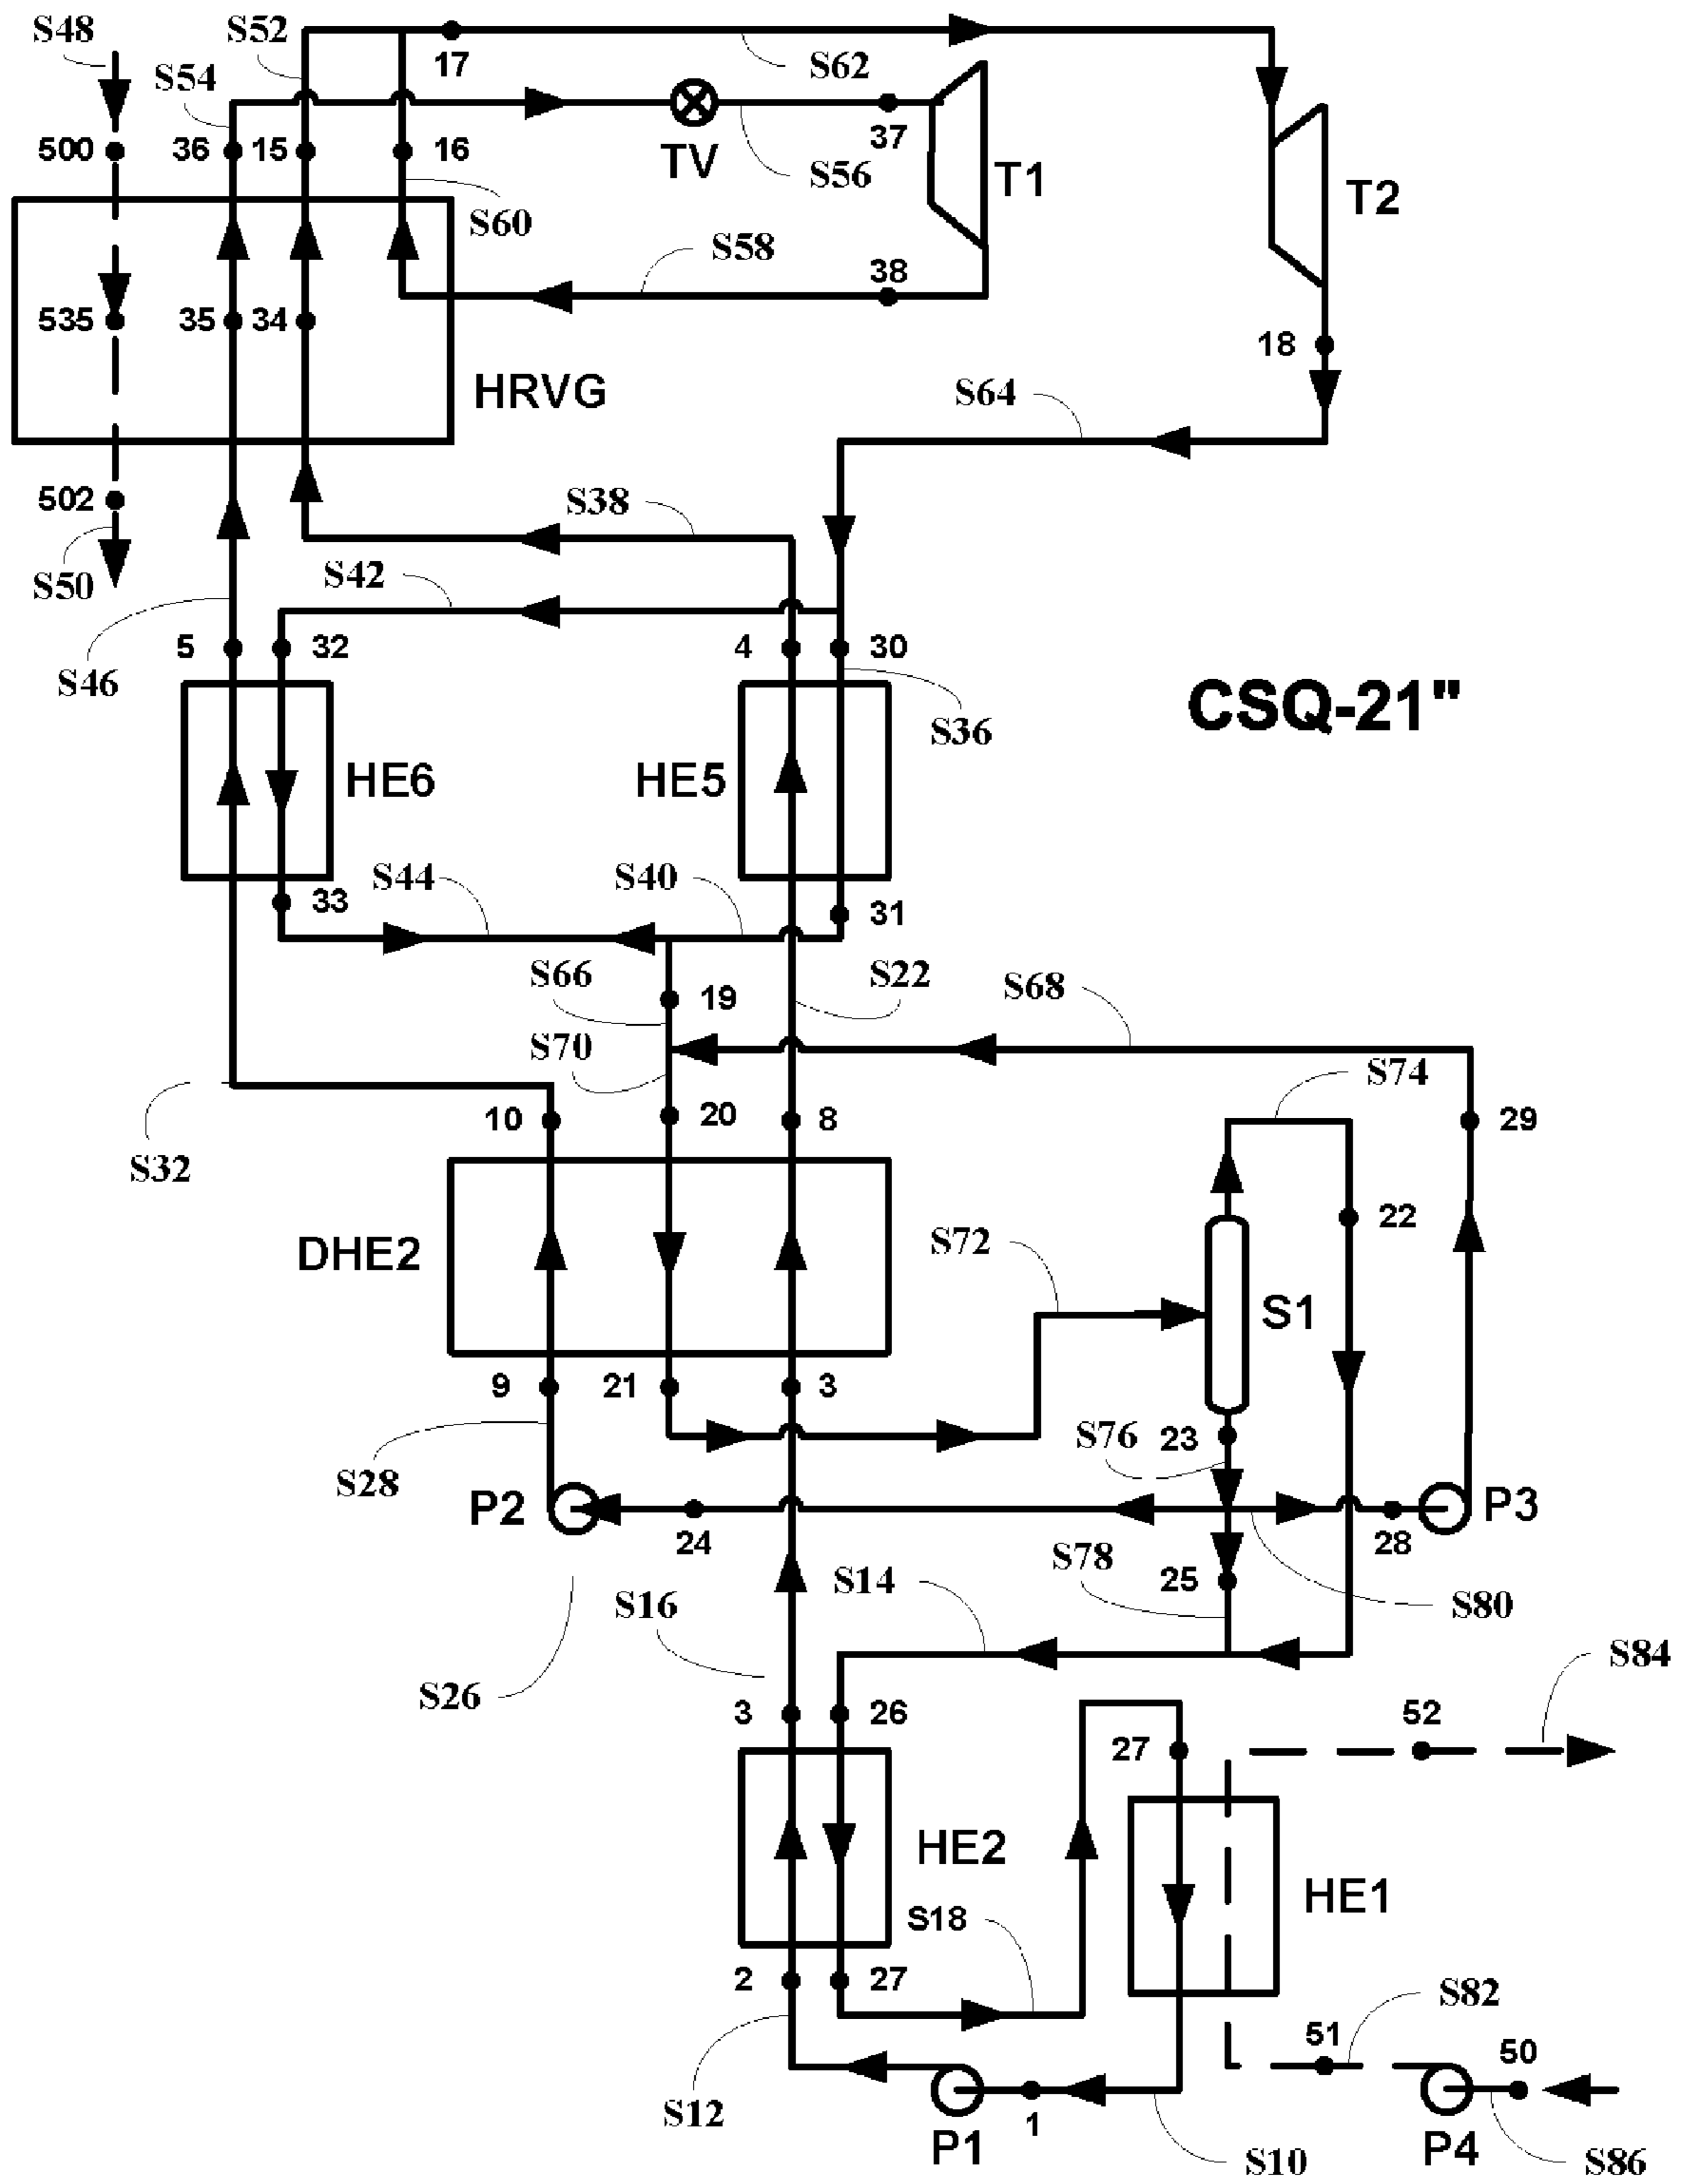 S48
S52
17
S62
S54
500
36
15
16
TV
37
S56
T1
T2
S60
S58
38
535
35
34
18
HRVG
S64
502
S38
S50
S42
5
32
4
30
S46
S36
CSQ-21"
HE6
HE5
S44
S40
33
31
S66
19
S22
S68
S70
S74
10
20
8
29
S32
22
DHE2
S72
S1
9
21
3
S76
23
S28
P2
P3
24
28
S78
25
S14
S80
S16
S84
S26
3
26
52
27
HE2
HE1
S18
2
27
S82
51
50
S12
1
P1
P4
S10
S86